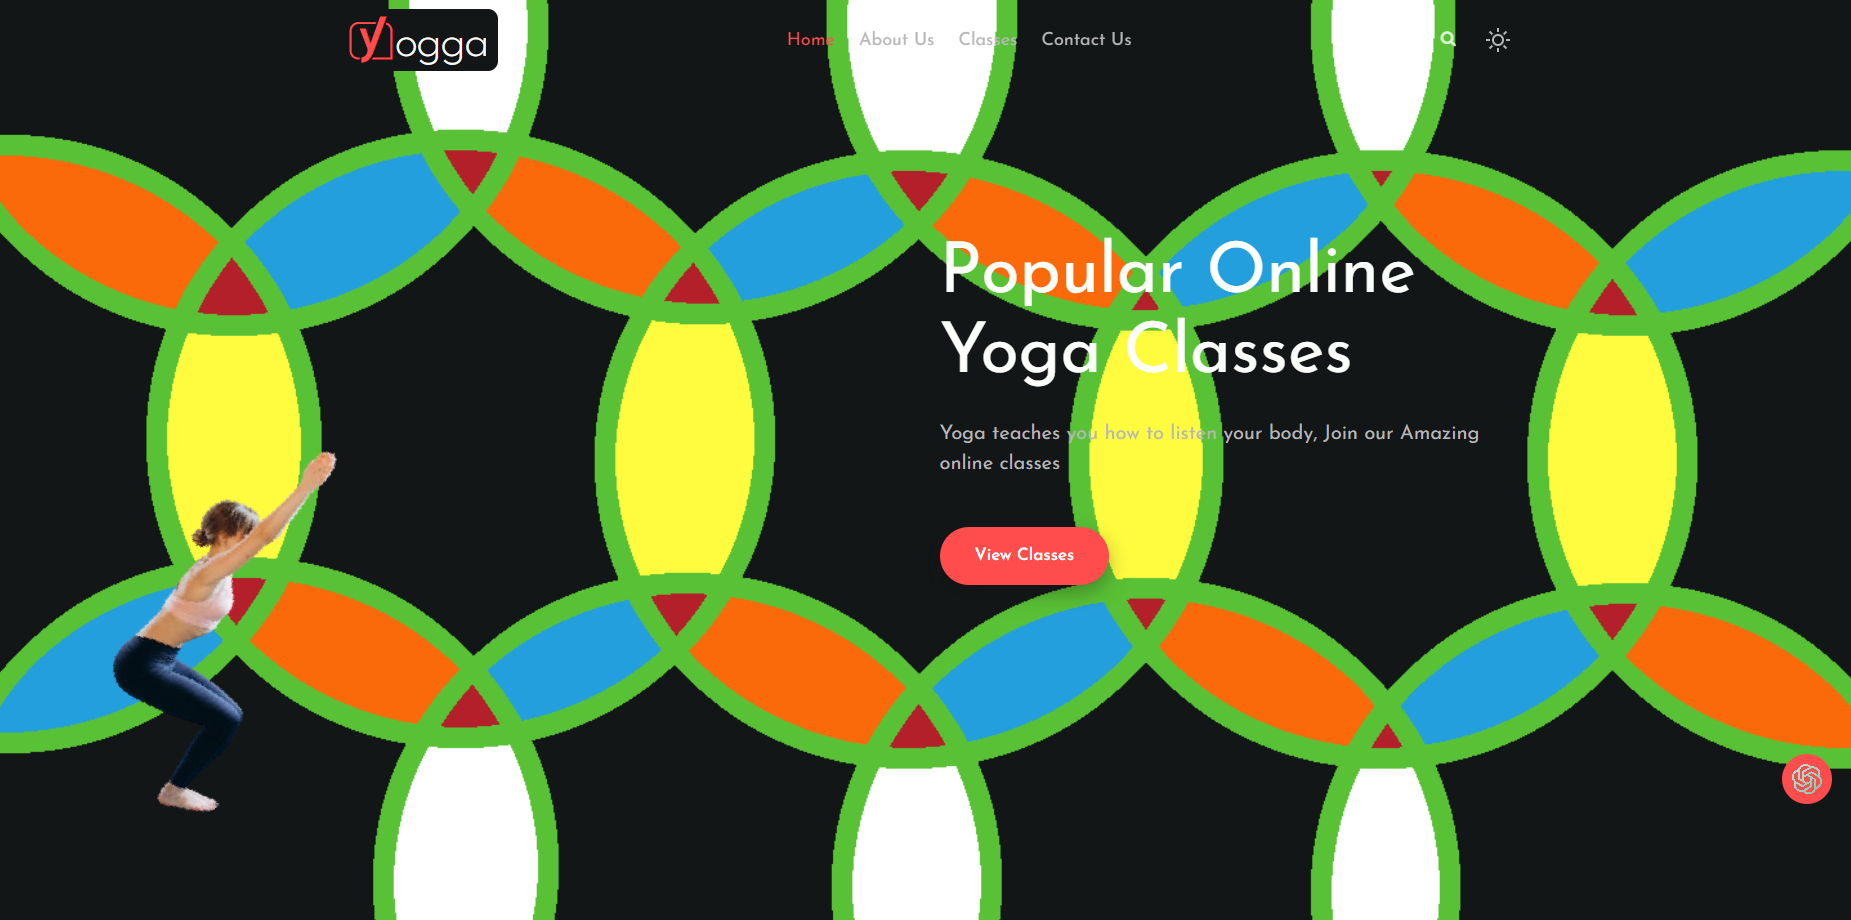 yogga
Home About Us Classes Contact Us
Popular Online
Yoga Classes
Yoga teaches you how to listen your body, Join our Amazing
online classes
View Classes